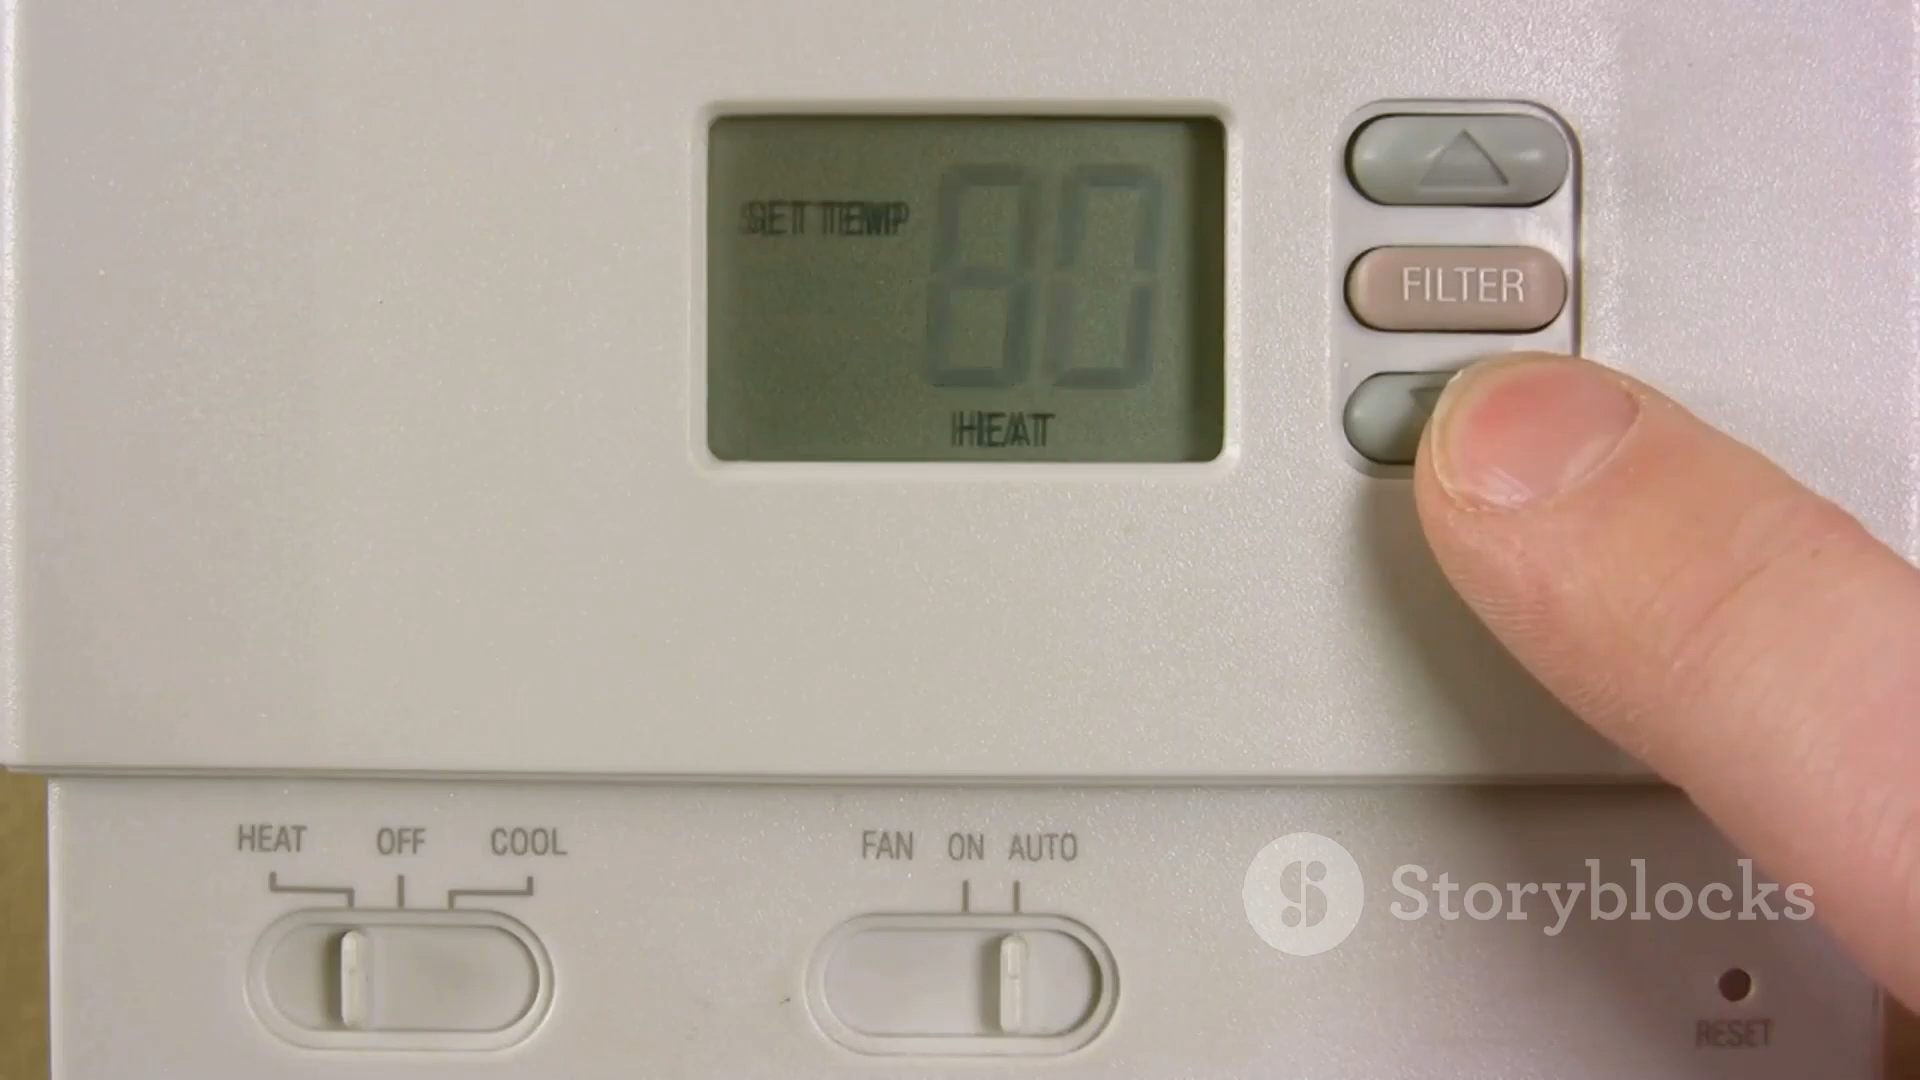 SET TEMP
80
HEAT
FILTER
HEAT OFF COOL
FAN ON AUTO
Storyblocks
RESET